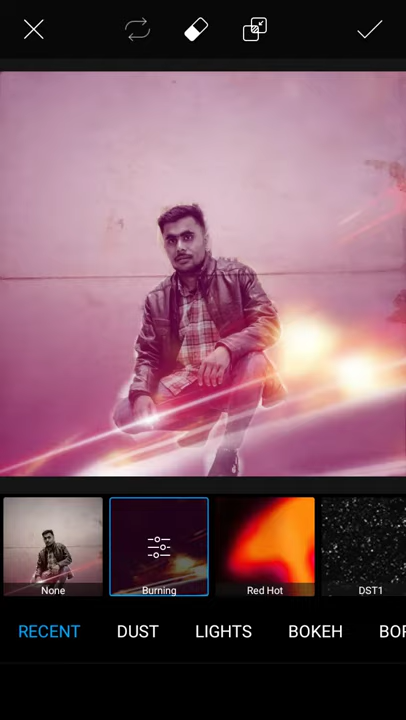 None
Burning
Red Hot
DST1
RECENT
DUST
LIGHTS
BOKEH
BOR